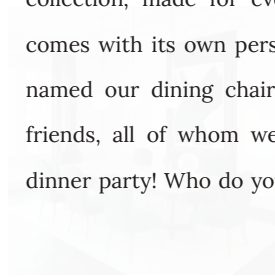 collection, made for
comes with its own pers
named our dining chair
friends, all of whom we
dinner party! Who do yo